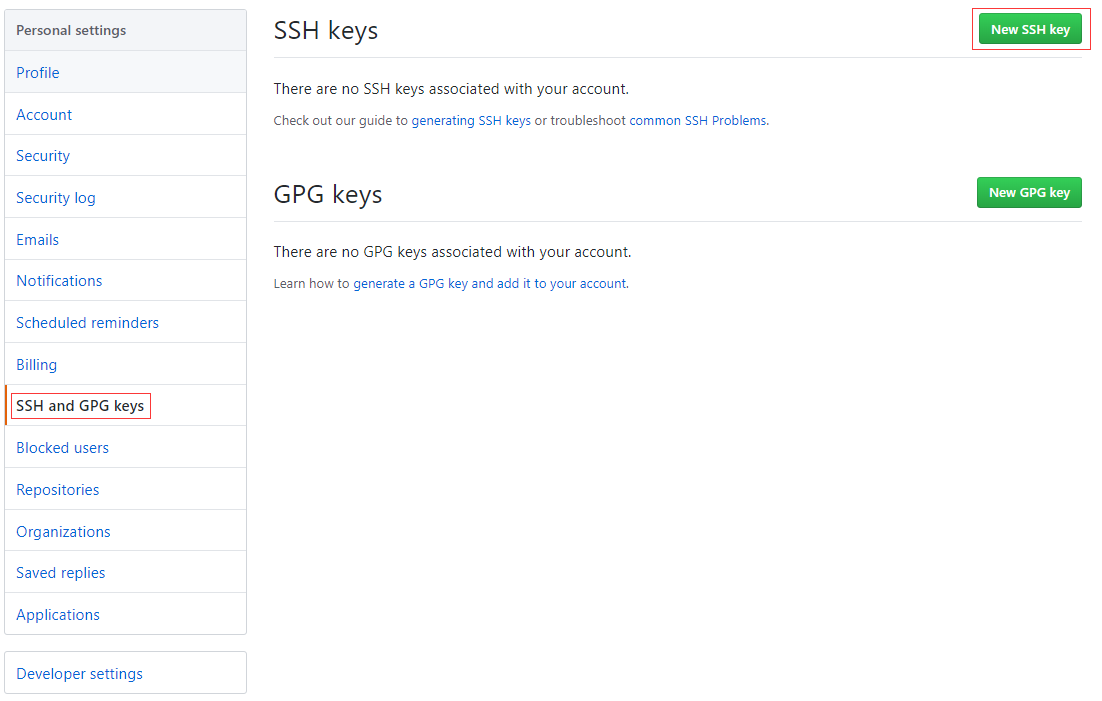 Personal settings
Profile
Account
Security
Security log
Emails
Notifications
Scheduled reminders
Billing
SSH and GPG keys
Blocked users
Repositories
Organizations
Saved replies
Applications
Developer settings
SSH keys
New SSH key
There are no SSH keys associated with your account.
Check out our guide to generating SSH keys or troubleshoot common SSH Problems.
GPG keys
New GPG key
There are no GPG keys associated with your account.
Learn how to generate a GPG key and add it to your account.